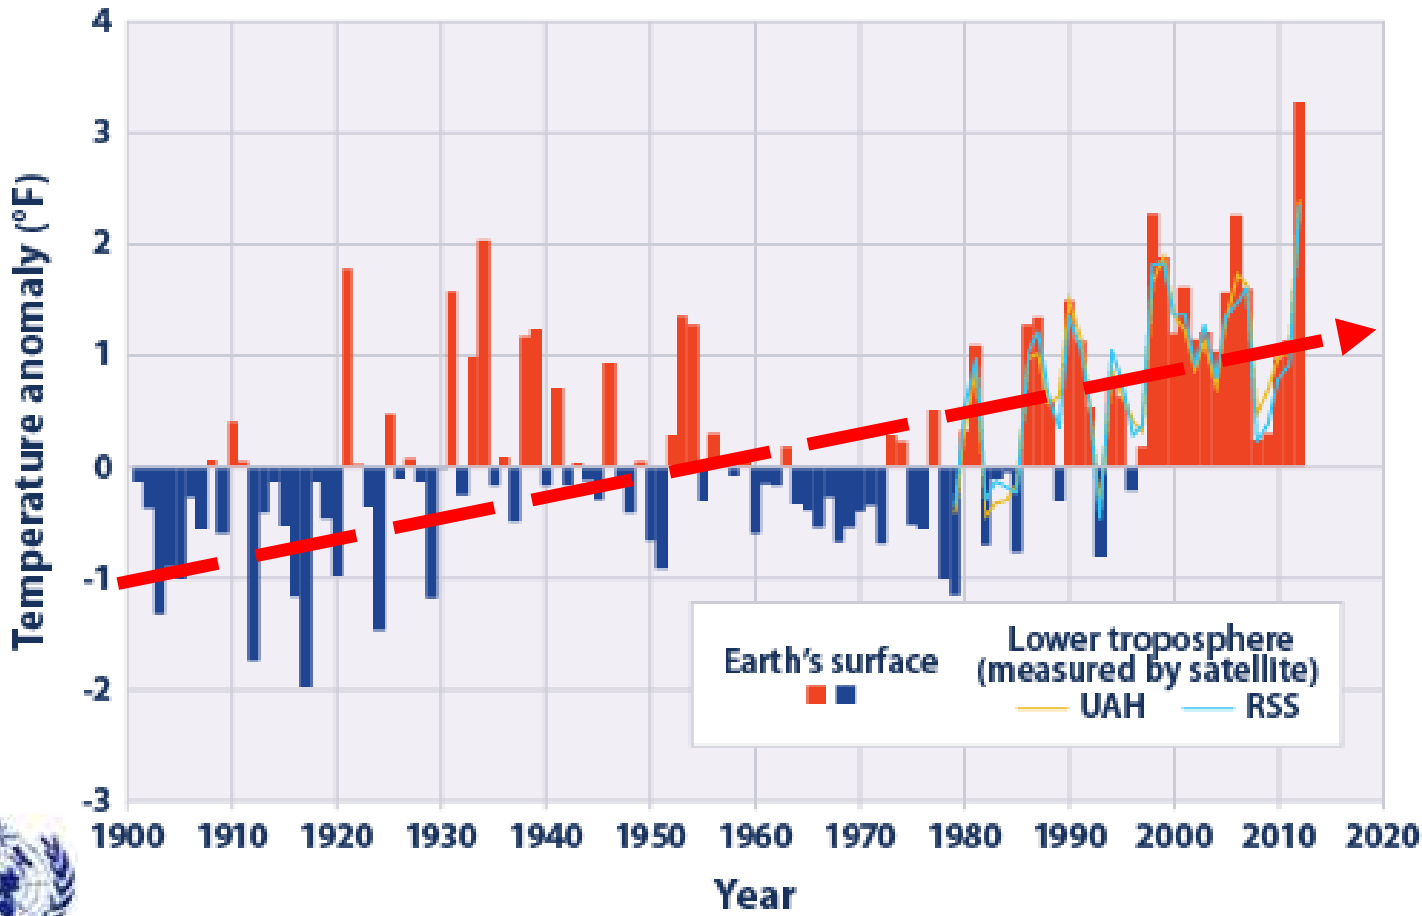 4
3
2
1
0
-1
-2
-3
Temperature anomaly (°F)
Earth's surface
Lower troposphere
(measured by satellite)
UAH RSS
1900 1910 1920 1930 1940 1950 1960 1970 1980 1990 2000 2010 2020
Year